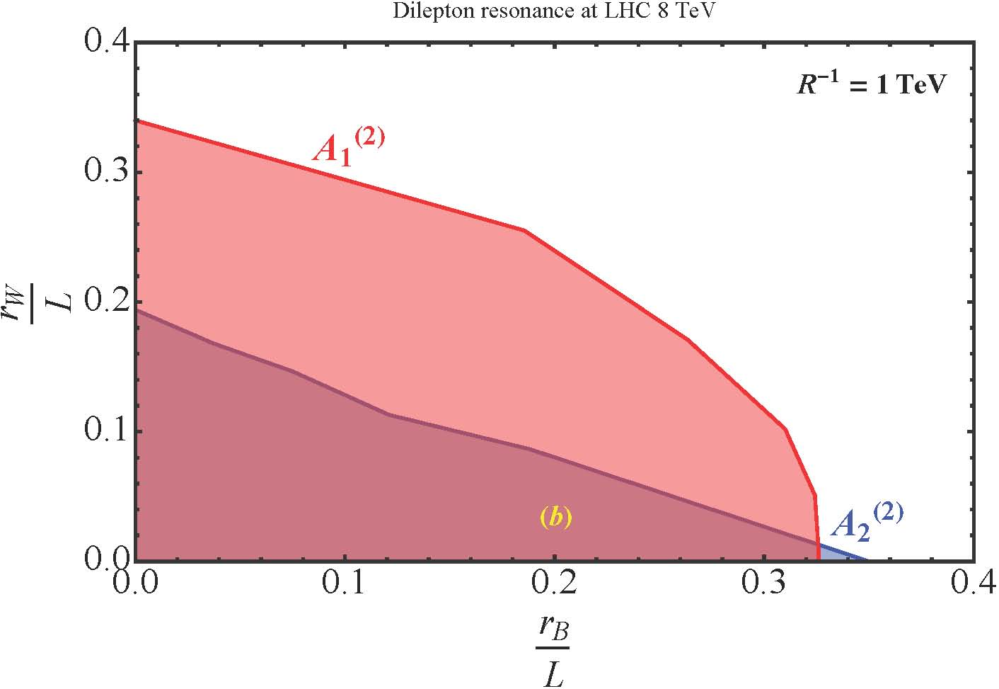 Dilepton resonance at LHC 8 TeV
0.4
R⁻¹ = 1 TeV
A₁⁽²⁾
0.3
r_W
L
0.2
0.1
(b)
A₂⁽²⁾
0.0
0.0 0.1 0.2 0.3 0.4
r_B
L